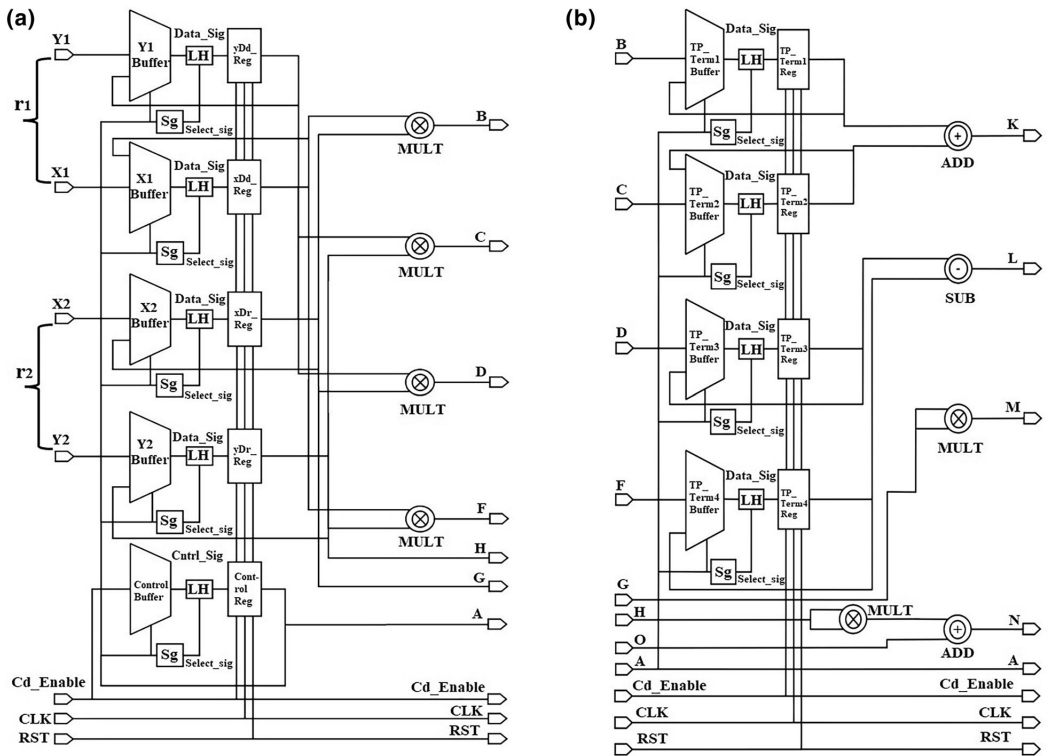 (a)
Y1
Y1
Buffer
Data_Sig
LH
yDd_
Reg
Sg
Select_sig
r1
B
MULT
X1
X1
Buffer
Data_Sig
LH
xDd_
Reg
Sg
Select_sig
C
MULT
X2
X2
Buffer
Data_Sig
LH
xDr_
Reg
Sg
Select_sig
r2
D
MULT
Y2
Y2
Buffer
Data_Sig
LH
yDr_
Reg
Sg
Select_sig
F
MULT
H
G
Control
Buffer
Cntrl_Sig
LH
Cont-
rol
Reg
Sg
Select_sig
A
Cd_Enable
Cd_Enable
CLK
CLK
RST
RST
(b)
B
TP_
Term1
Buffer
Data_Sig
LH
TP_
Term1
Reg
Sg
Select_sig
+
K
ADD
C
TP_
Term2
Buffer
Data_Sig
LH
TP_
Term2
Reg
Sg
Select_sig
-
L
SUB
D
TP_
Term3
Buffer
Data_Sig
LH
TP_
Term3
Reg
Sg
Select_sig
M
MULT
F
TP_
Term4
Buffer
Data_Sig
LH
TP_
Term4
Reg
Sg
Select_sig
G
H
MULT
+
N
ADD
O
A
A
Cd_Enable
Cd_Enable
CLK
CLK
RST
RST